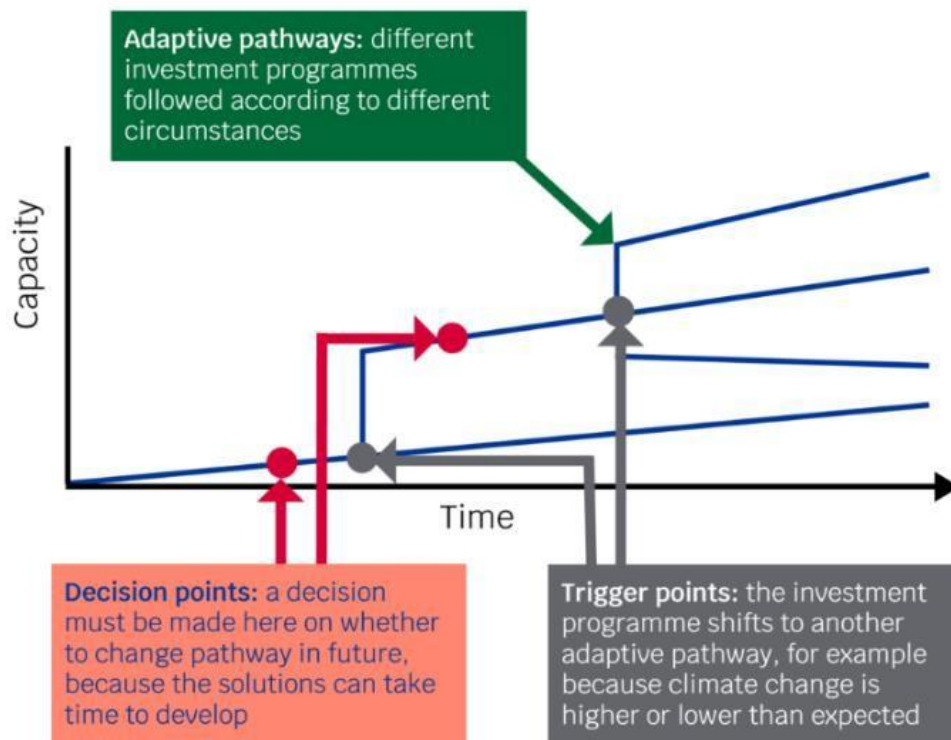 Adaptive pathways: different
investment programmes
followed according to different
circumstances
Capacity
Time
Decision points: a decision
must be made here on whether
to change pathway in future,
because the solutions can take
time to develop
Trigger points: the investment
programme shifts to another
adaptive pathway, for example
because climate change is
higher or lower than expected